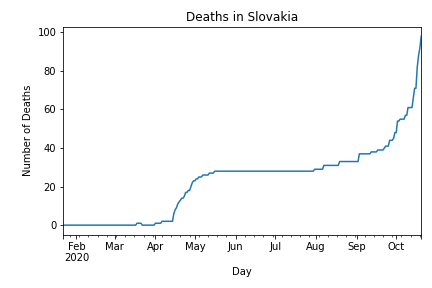 Deaths in Slovakia
Number of Deaths
100
80
60
40
20
0
Feb Mar Apr May Jun Jul Aug Sep Oct
2020
Day